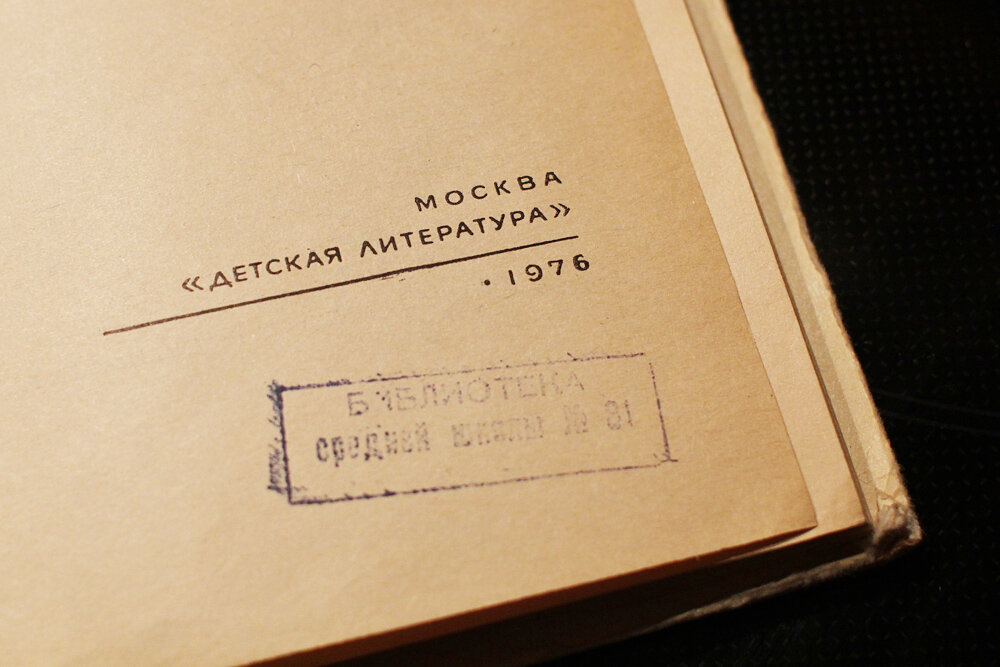 МОСКВА
«ДЕТСКАЯ ЛИТЕРАТУРА»
· 1976
БИБЛИОТЕКА
средней школы № 81